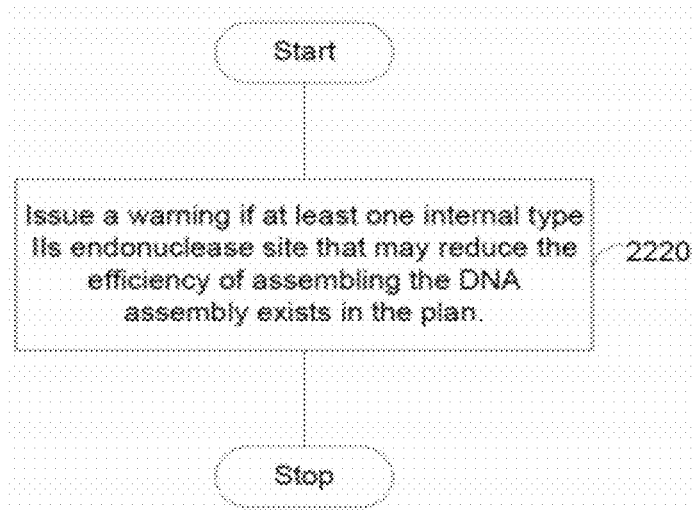 Start
Issue a warning if at least one internal type
IIs endonuclease site that may reduce the
efficiency of assembling the DNA
assembly exists in the plan.
2220
Stop